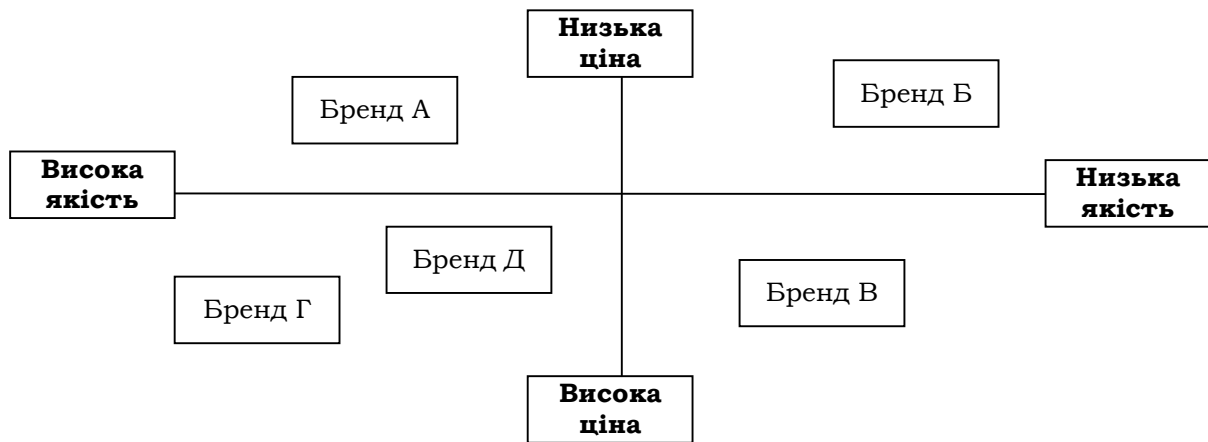 Низька
ціна
Бренд А
Бренд Б
Висока
якість
Низька
якість
Бренд Д
Бренд Г
Бренд В
Висока
ціна